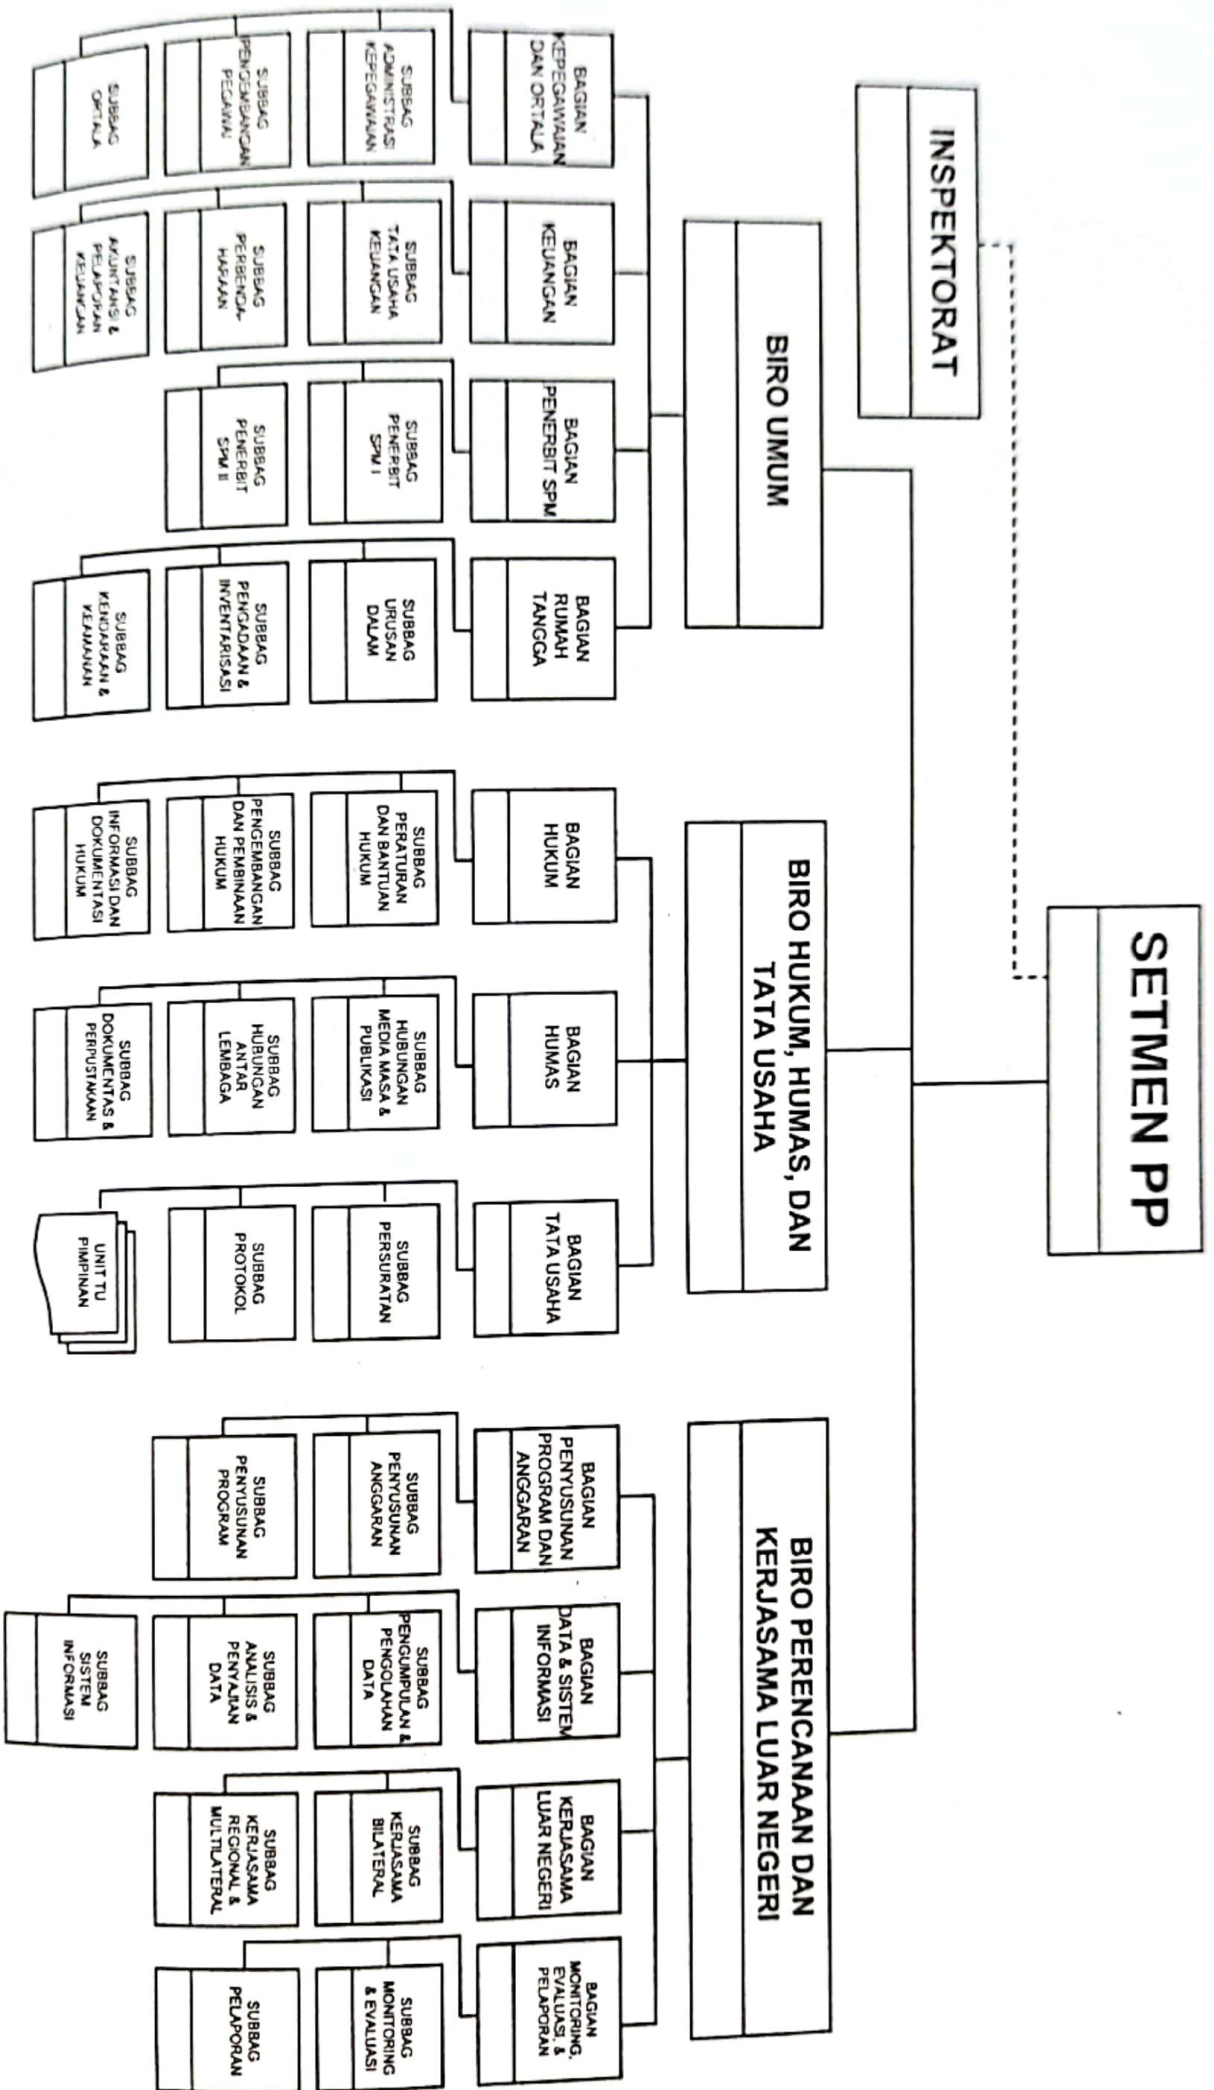 SETMEN PP
INSPEKTORAT
BIRO UMUM
BIRO HUKUM, HUMAS, DAN
TATA USAHA
BIRO PERENCANAAN DAN
KERJASAMA LUAR NEGERI
BAGIAN
KEPEGAWAIAN
DAN ORTALA
BAGIAN
KEUANGAN
BAGIAN
PENERBIT SPM
BAGIAN
RUMAH
TANGGA
BAGIAN
HUKUM
BAGIAN
HUMAS
BAGIAN
TATA USAHA
BAGIAN
PENYUSUNAN
PROGRAM DAN
ANGGARAN
BAGIAN
DATA & SISTEM
INFORMASI
BAGIAN
KERJASAMA
LUAR NEGERI
BAGIAN
MONITORING,
EVALUASI, &
PELAPORAN
SUBBAG
ADMINISTRASI
KEPEGAWAIAN
SUBBAG
TATA USAHA
KEUANGAN
SUBBAG
PENERBIT
SPM I
SUBBAG
URUSAN
DALAM
SUBBAG
PERATURAN
DAN BANTUAN
HUKUM
SUBBAG
HUBUNGAN
MEDIA MASA &
PUBLIKASI
SUBBAG
PERSURATAN
SUBBAG
PENYUSUNAN
ANGGARAN
SUBBAG
PENGUMPULAN &
PENGOLAHAN
DATA
SUBBAG
KERJASAMA
BILATERAL
SUBBAG
MONITORING
& EVALUASI
SUBBAG
PENGEMBANGAN
PEGAWAI
SUBBAG
PERBENDA-
HARAAN
SUBBAG
PENERBIT
SPM II
SUBBAG
PENGADAAN &
INVENTARISASI
SUBBAG
PENGEMBANGAN
DAN PEMBINAAN
HUKUM
SUBBAG
HUBUNGAN
ANTAR
LEMBAGA
SUBBAG
PROTOKOL
SUBBAG
PENYUSUNAN
PROGRAM
SUBBAG
ANALISIS &
PENYAJIAN
DATA
SUBBAG
KERJASAMA
REGIONAL &
MULTILATERAL
SUBBAG
PELAPORAN
SUBBAG
ORTALA
SUBBAG
AKUNTANSI &
PELAPORAN
KEUANGAN
SUBBAG
KENDARAAN &
KEAMANAN
SUBBAG
INFORMASI DAN
DOKUMENTASI
HUKUM
SUBBAG
DOKUMENTAS &
PERPUSTAKAAN
UNIT TU
PIMPINAN
SUBBAG
SISTEM
INFORMASI